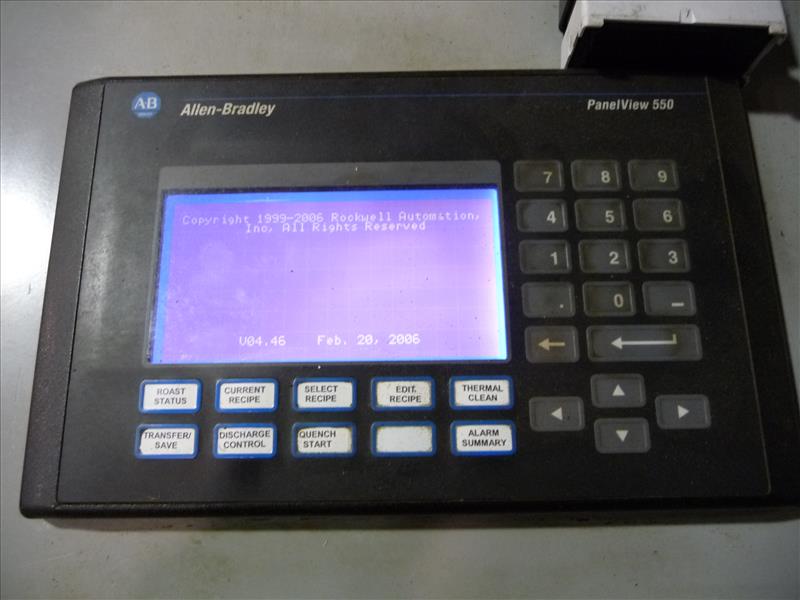 AB
Allen-Bradley
PanelView 550
Copyright 1999-2006 Rockwell Automation,
Inc, All Rights Reserved
V04.46 Feb. 20, 2006
7 8 9
4 5 6
1 2 3
. 0 −
ROAST
STATUS
CURRENT
RECIPE
SELECT
RECIPE
EDIT.
RECIPE
THERMAL
CLEAN
TRANSFER/
SAVE
DISCHARGE
CONTROL
QUENCH
START
ALARM
SUMMARY